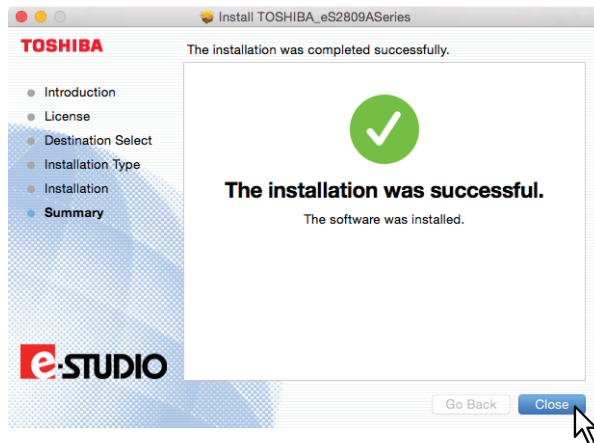 Install TOSHIBA_eS2809ASeries
TOSHIBA
The installation was completed successfully.
Introduction
License
Destination Select
Installation Type
Installation
Summary
The installation was successful.
The software was installed.
e-STUDIO
Go Back
Close